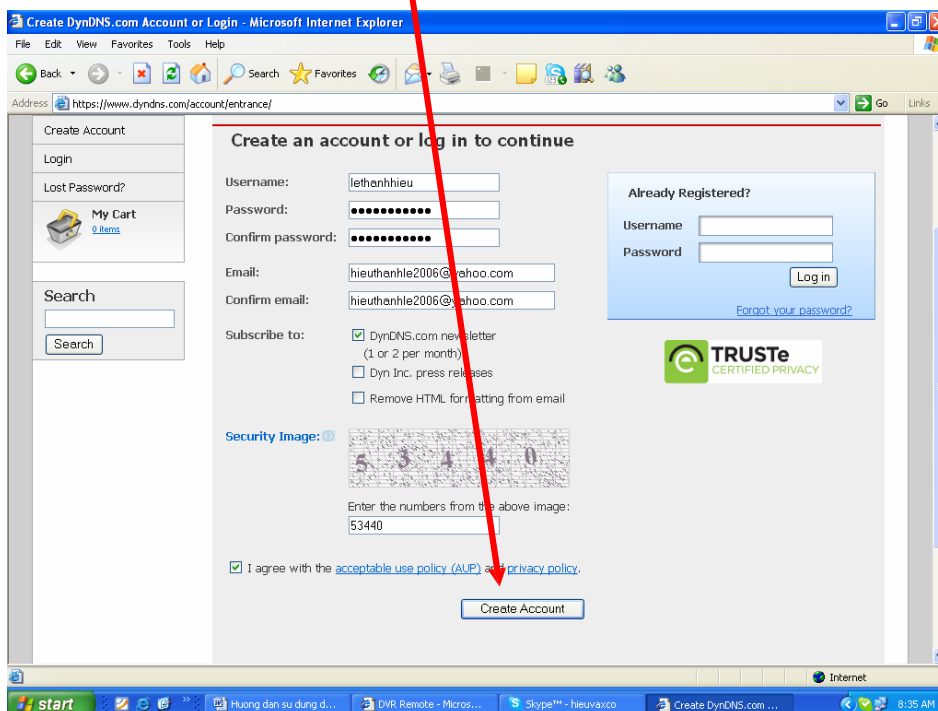 Create DynDNS.com Account or Login - Microsoft Internet Explorer
File Edit View Favorites Tools Help
Back Search Favorites
Address https://www.dyndns.com/account/entrance/ Go Links
Create Account
Login
Lost Password?
My Cart
0 items
Search
Search
Create an account or log in to continue
Username: lethanhhieu
Password: ●●●●●●●●●●●
Confirm password: ●●●●●●●●●●●
Email: hieuthanhle2006@yahoo.com
Confirm email: hieuthanhle2006@yahoo.com
Subscribe to: DynDNS.com newsletter
(1 or 2 per month)
Dyn Inc. press releases
Remove HTML formatting from email
Security Image:
5 3 4 4 0
Enter the numbers from the above image:
53440
I agree with the acceptable use policy (AUP) and privacy policy.
Create Account
Already Registered?
Username
Password
Log in
Forgot your password?
TRUSTe
CERTIFIED PRIVACY
Internet
start Huong dan su dung d... DVR Remote - Micros... Skype™ - hieuvaxco Create DynDNS.com ... 8:35 AM